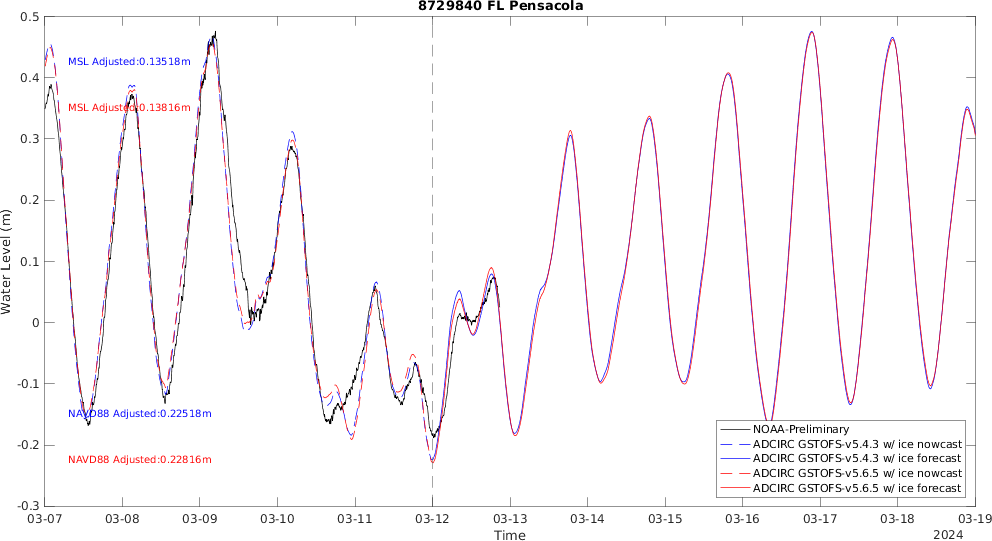 8729840 FL Pensacola
0.5
0.4
0.3
0.2
0.1
0
-0.1
-0.2
-0.3
Water Level (m)
MSL Adjusted:0.13518m
MSL Adjusted:0.13816m
NAVD88 Adjusted:0.22518m
NAVD88 Adjusted:0.22816m
NOAA-Preliminary
ADCIRC GSTOFS-v5.4.3 w/ ice nowcast
ADCIRC GSTOFS-v5.4.3 w/ ice forecast
ADCIRC GSTOFS-v5.6.5 w/ ice nowcast
ADCIRC GSTOFS-v5.6.5 w/ ice forecast
03-07 03-08 03-09 03-10 03-11 03-12 03-13 03-14 03-15 03-16 03-17 03-18 03-19
Time
2024